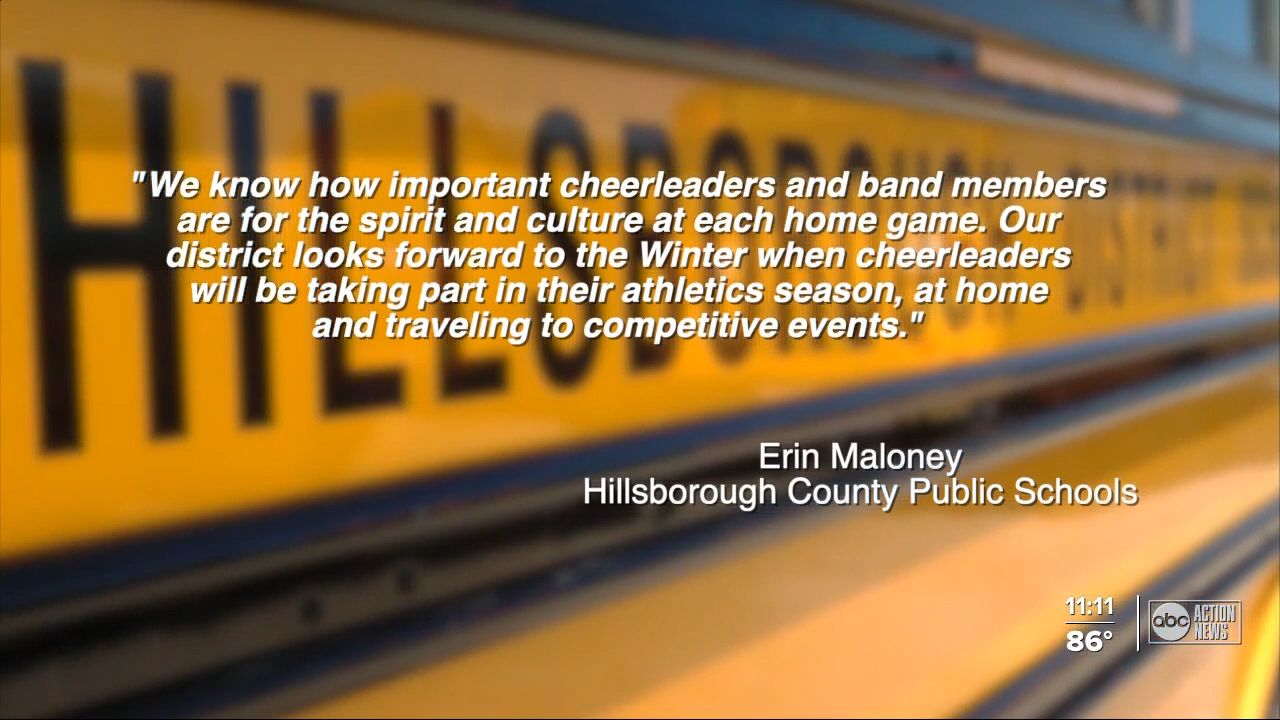 HILLSBOROUGH DISTRICT
"We know how important cheerleaders and band members
are for the spirit and culture at each home game. Our
district looks forward to the Winter when cheerleaders
will be taking part in their athletics season, at home
and traveling to competitive events."
Erin Maloney
Hillsborough County Public Schools
11:11
86°
abc ACTION
NEWS